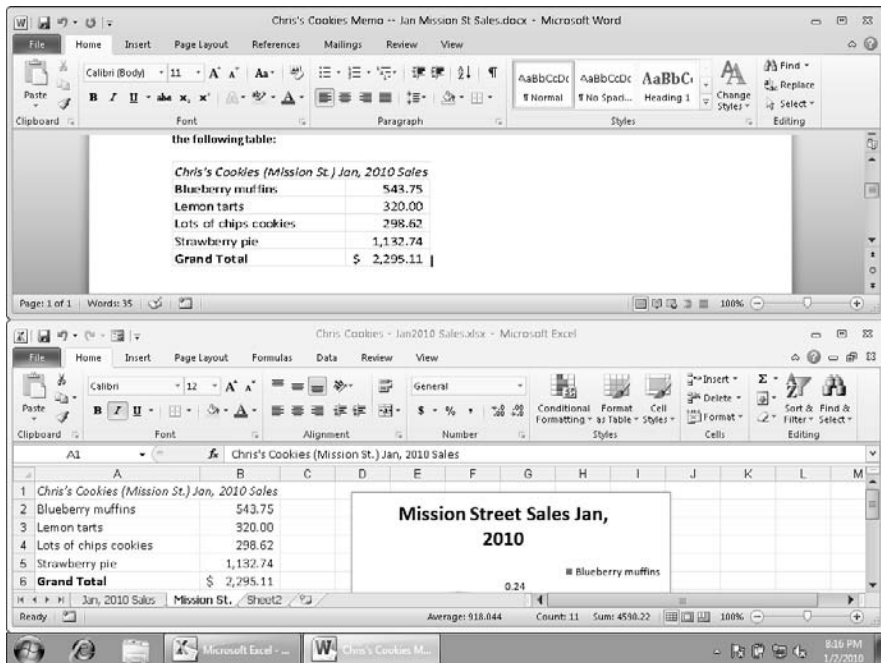 Chris's Cookies Memo -- Jan Mission St Sales.docx - Microsoft Word
File Home Insert Page Layout References Mailings Review View
Calibri (Body) 11 Aa
Paste
B I U abc x, x' A
AaBbCcDc AaBbCcDc AaBbC
¶ Normal ¶ No Spaci... Heading 1
Change Styles
Find
Replace
Select
Clipboard Font Paragraph Styles Editing
the following table:
Chris's Cookies (Mission St.) Jan, 2010 Sales
Blueberry muffins 543.75
Lemon tarts 320.00
Lots of chips cookies 298.62
Strawberry pie 1,132.74
Grand Total $ 2,295.11
Page: 1 of 1 Words: 35 100%
Chris Cookies - Jan2010 Sales.xlsx - Microsoft Excel
File Home Insert Page Layout Formulas Data Review View
Calibri 12 A A General
Paste
B I U A $ % ,
Conditional Formatting Format as Table Cell Styles
Insert
Delete
Format
Σ
Sort & Filter Find & Select
Clipboard Font Alignment Number Styles Cells Editing
A1 fx Chris's Cookies (Mission St.) Jan, 2010 Sales
A B C D E F G H I J K L M
1 Chris's Cookies (Mission St.) Jan, 2010 Sales
2 Blueberry muffins 543.75
3 Lemon tarts 320.00
4 Lots of chips cookies 298.62
5 Strawberry pie 1,132.74
6 Grand Total $ 2,295.11
Mission Street Sales Jan,
2010
Blueberry muffins
0.24
Jan, 2010 Sales Mission St. Sheet2
Ready Average: 918.044 Count: 11 Sum: 4590.22 100%
Microsoft Excel - ... Chris's Cookies M...
8:16 PM
1/2/2010